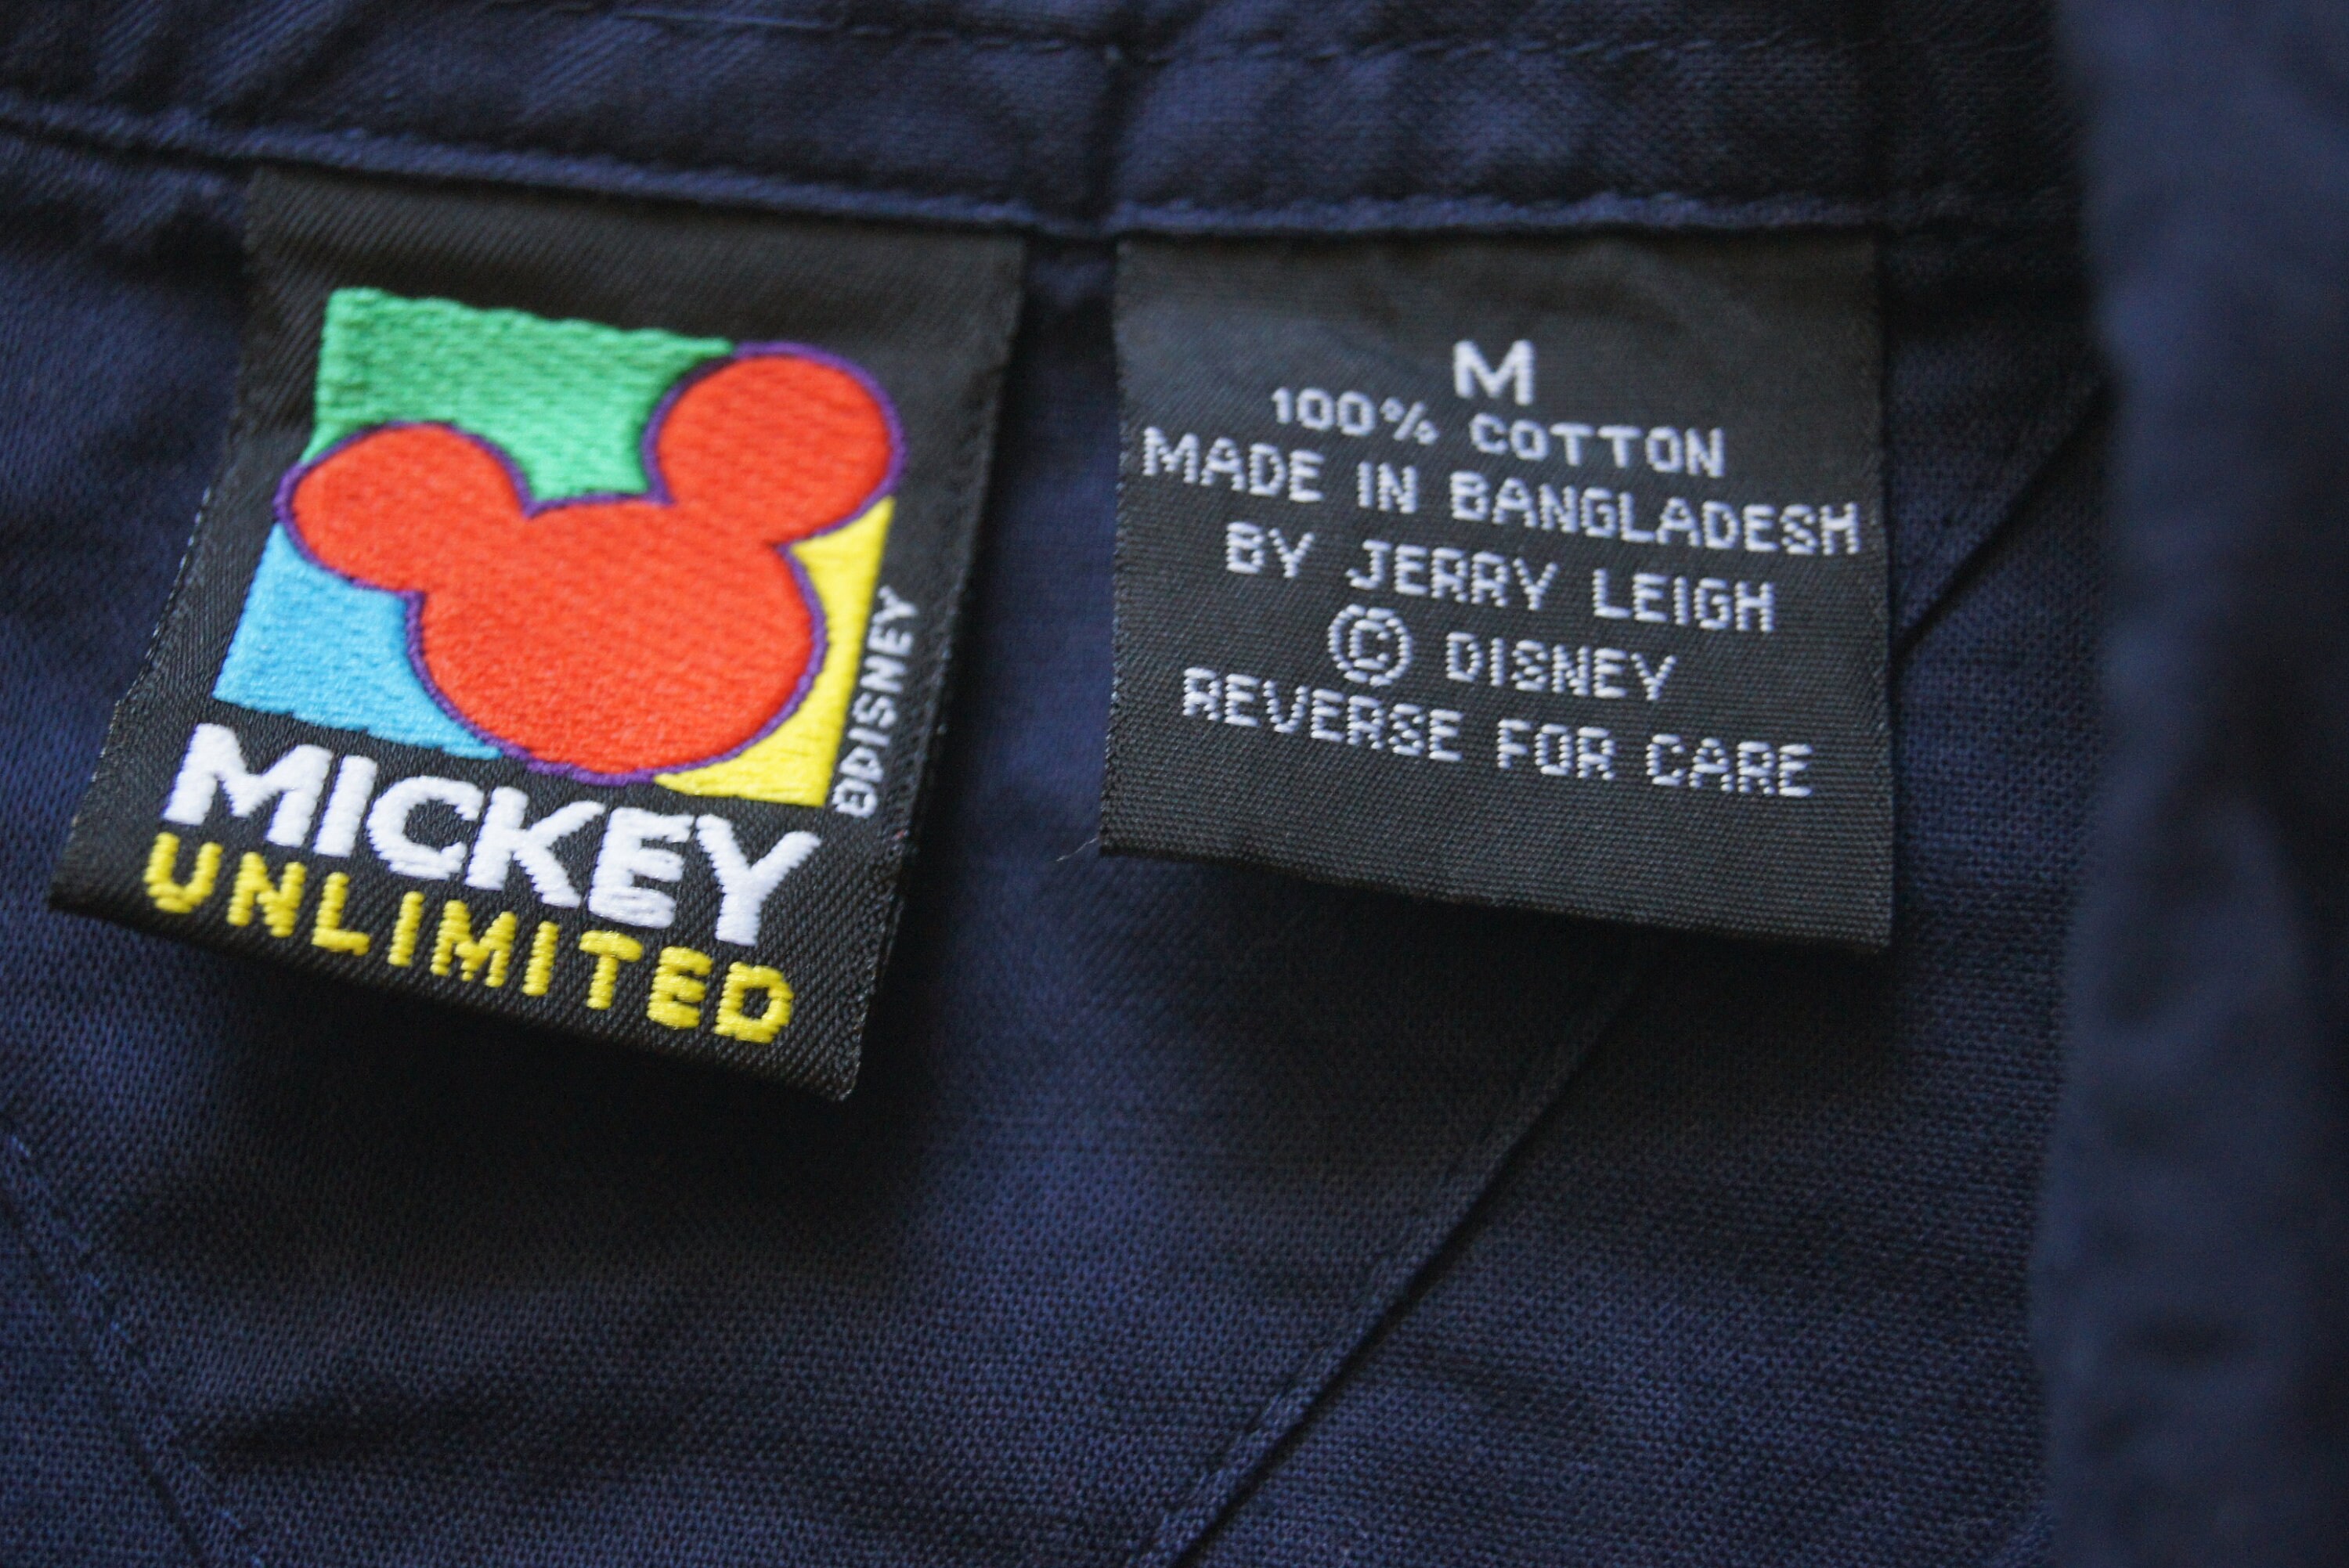 MICKEY
UNLIMITED
©DISNEY
M
100% COTTON
MADE IN BANGLADESH
BY JERRY LEIGH
© DISNEY
REVERSE FOR CARE